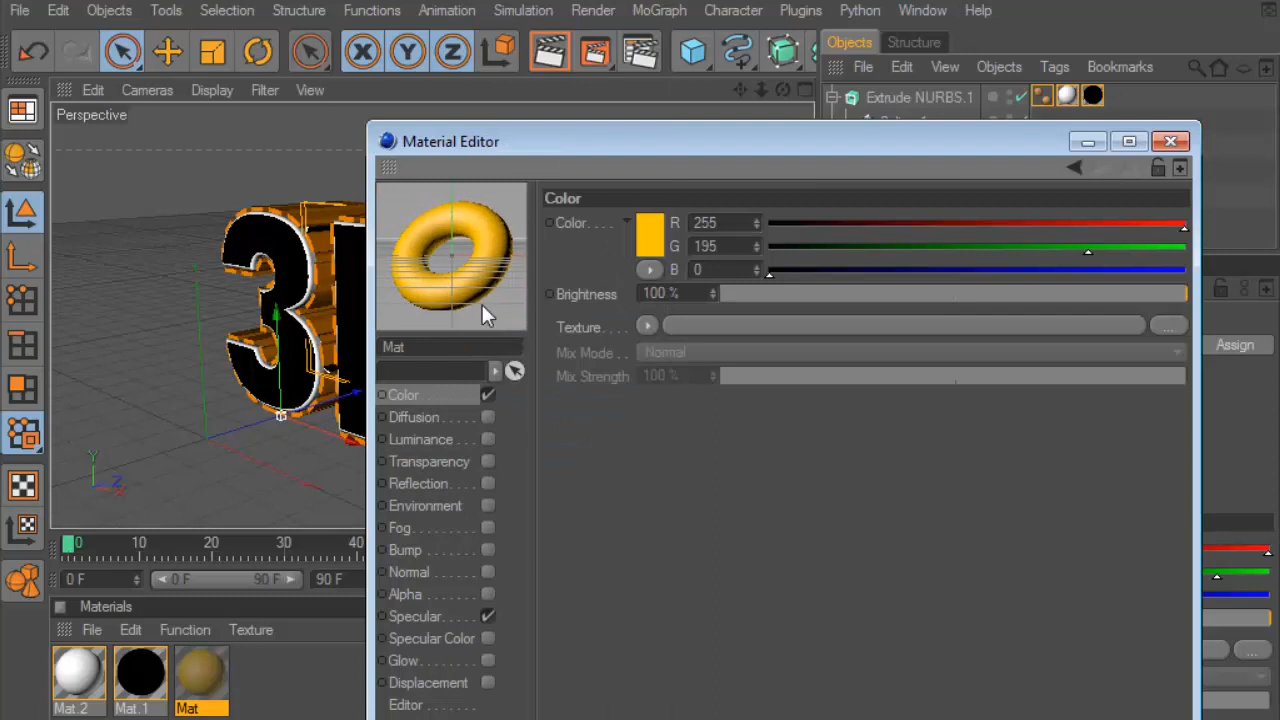 File Edit Objects Tools Selection Structure Functions Animation Simulation Render MoGraph Character Plugins Python Window Help
X Y Z
Objects Structure
File Edit View Objects Tags Bookmarks
Edit Cameras Display Filter View
Extrude NURBS.1
Perspective
Material Editor
Color
Color . . . . R 255
G 195
B 0
Brightness 100 %
Texture. . . . .
...
Assign
Mat
Mix Mode . . Normal
Mix Strength 100 %
Color
Diffusion . . . . .
Luminance . . .
Transparency
Reflection . . . .
Environment
Fog. . . . . . . . . .
Bump . . . . . . .
Normal . . . . . .
Alpha . . . . . . .
Specular. . . . .
Specular Color
Glow. . . . . . . .
Displacement
Editor . . . . . . .
3
Y
Z
X
0 10 20 30 40
0 F 0 F 90 F 90 F
Materials
File Edit Function Texture
...
Mat.2 Mat.1 Mat